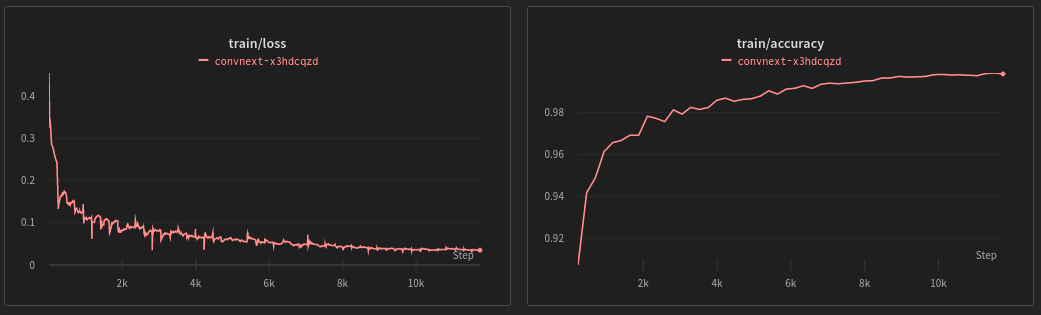 train/loss
convnext-x3hdcqzd
0.4
0.3
0.2
0.1
0
Step
2k
4k
6k
8k
10k
train/accuracy
convnext-x3hdcqzd
0.98
0.96
0.94
0.92
Step
2k
4k
6k
8k
10k